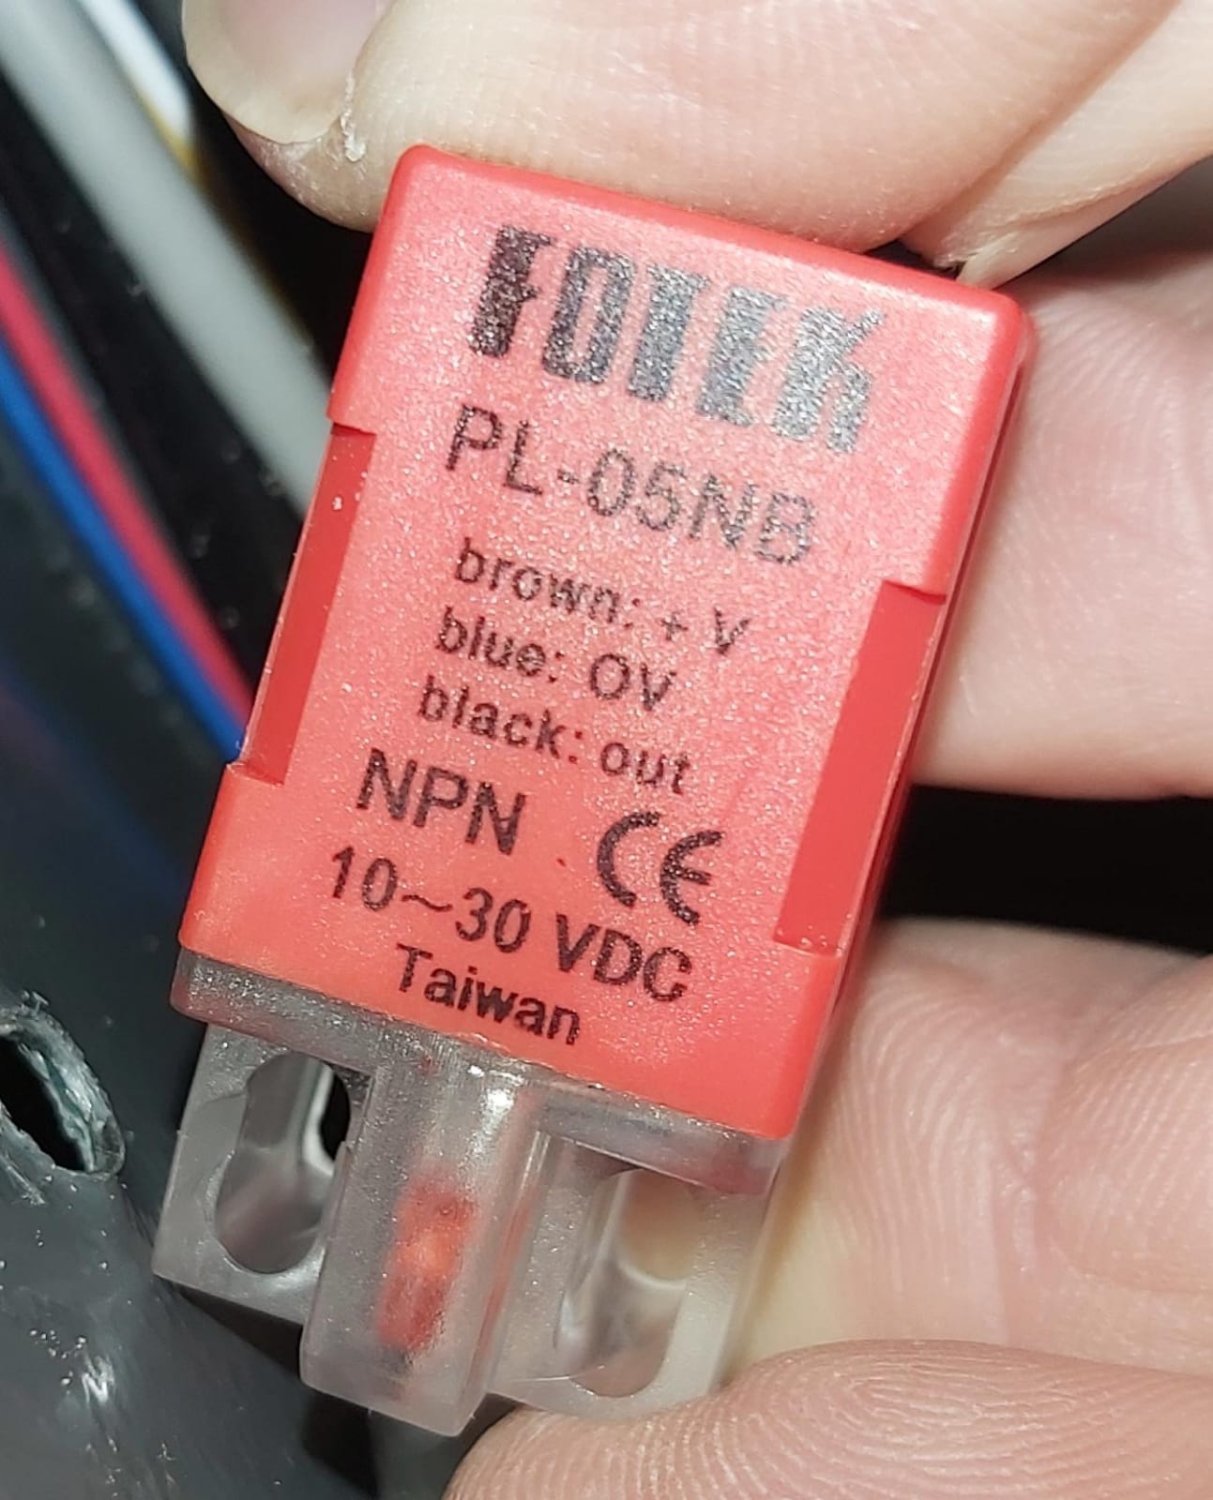 FOTEK
PL-05NB
brown: + V
blue: OV
black: out
NPN CE
10~30 VDC
Taiwan